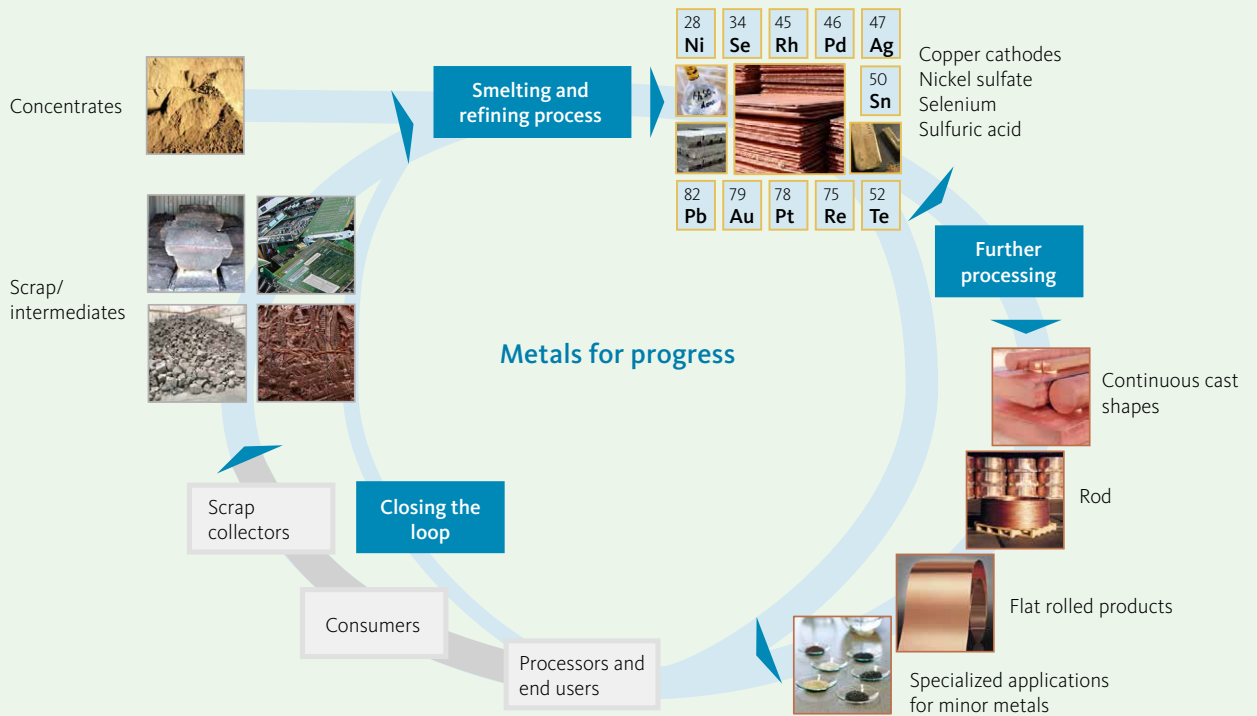 28
Ni
34
Se
45
Rh
46
Pd
47
Ag
Concentrates
Smelting and
refining process
50
Sn
Copper cathodes
Nickel sulfate
Selenium
Sulfuric acid
82
Pb
79
Au
78
Pt
75
Re
52
Te
Further
processing
Scrap/
intermediates
Metals for progress
Continuous cast
shapes
Rod
Scrap
collectors
Closing the
loop
Consumers
Flat rolled products
Processors and
end users
Specialized applications
for minor metals